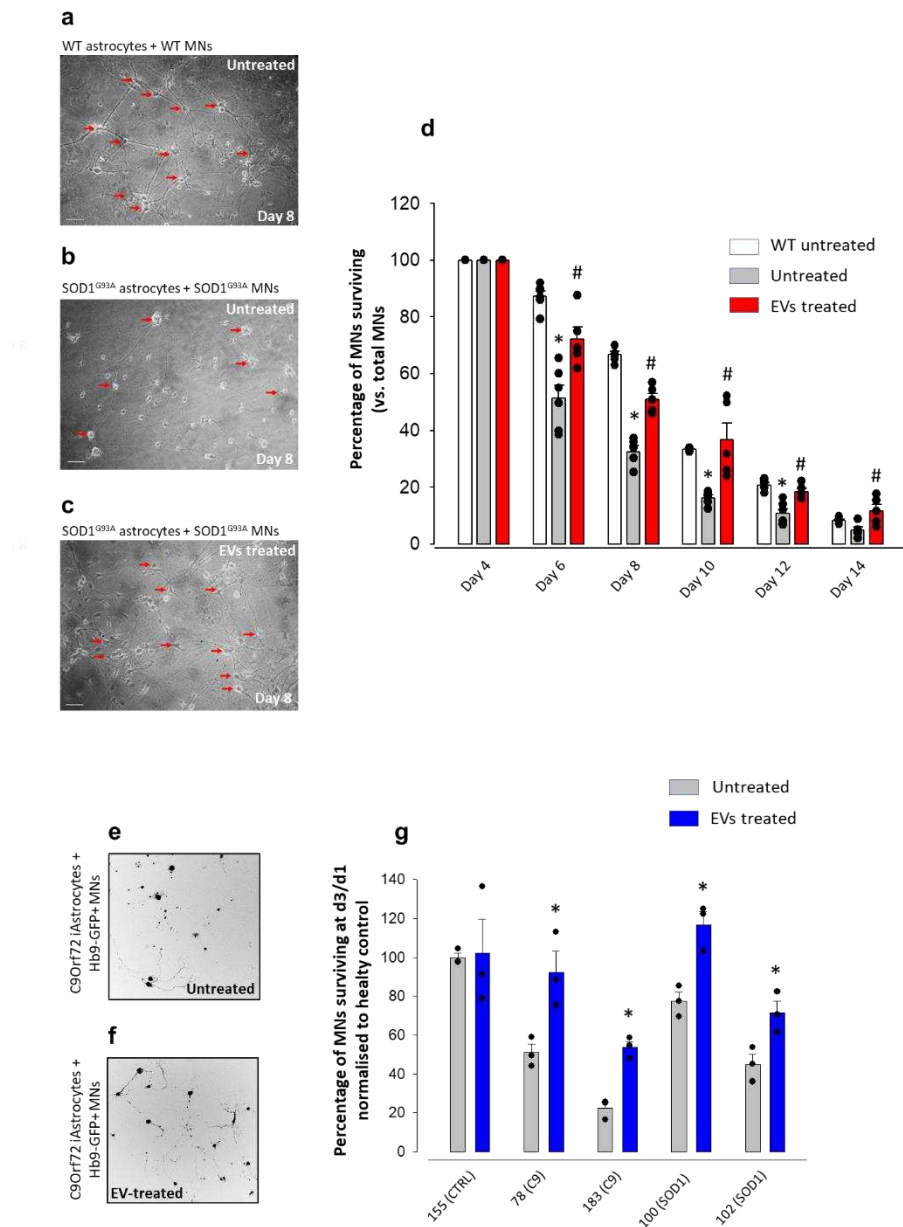 a
WT astrocytes + WT MNs
Untreated
Day 8
b
SOD1G93A astrocytes + SOD1G93A MNs
Untreated
Day 8
c
SOD1G93A astrocytes + SOD1G93A MNs
EVs treated
Day 8
d
Percentage of MNs surviving
(vs. total MNs)
120
100
80
60
40
20
0
WT untreated
Untreated
EVs treated
*
#
*
#
*
#
*
#
#
Day 4
Day 6
Day 8
Day 10
Day 12
Day 14
e
C9Orf72 iAstrocytes +
Hb9-GFP+ MNs
Untreated
f
C9Orf72 iAstrocytes +
Hb9-GFP+ MNs
EV-treated
g
Untreated
EVs treated
Percentage of MNs surviving at d3/d1
normalised to healty control
140
120
100
80
60
40
20
0
*
*
*
*
155 (CTRL)
78 (C9)
183 (C9)
100 (SOD1)
102 (SOD1)